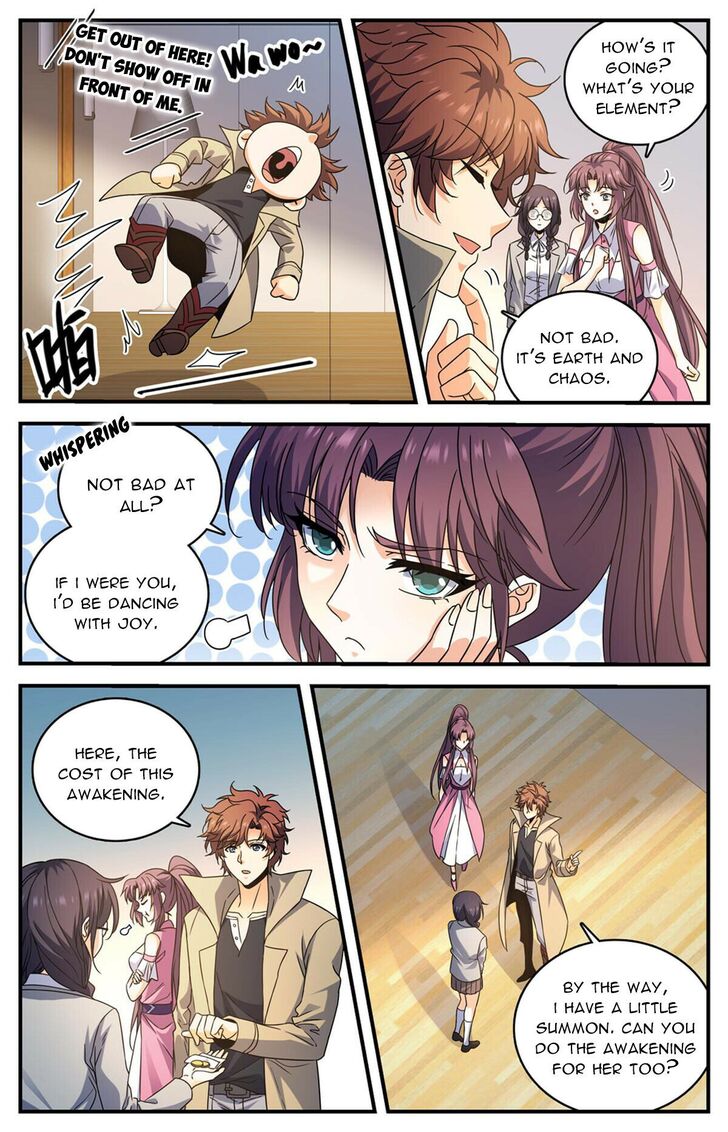 GET OUT OF HERE!
DON'T SHOW OFF IN
FRONT OF ME.
Wawo~
啪
HOW'S IT
GOING?
WHAT'S YOUR
ELEMENT?
NOT BAD.
IT'S EARTH AND
CHAOS.
WHISPERING
NOT BAD AT
ALL?
IF I WERE YOU,
I'D BE DANCING
WITH JOY.
HERE, THE
COST OF THIS
AWAKENING.
BY THE WAY,
I HAVE A LITTLE
SUMMON. CAN YOU
DO THE AWAKENING
FOR HER TOO?